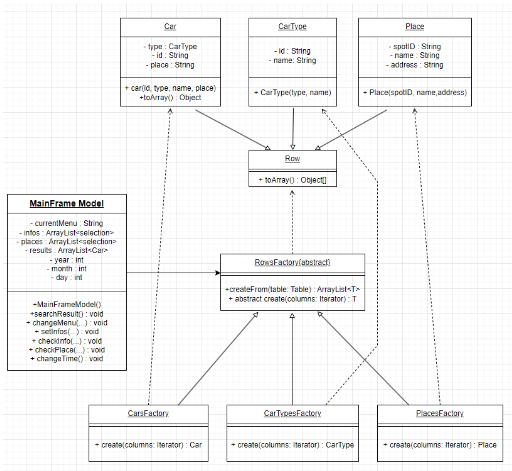 Car
- type : CarType
- id : String
- place : String
+ car(id, type, name, place)
+toArray() : Object
CarType
- id : String
- name: String
+ CarType(type, name)
Place
- spotID : String
- name : String
- address : String
+ Place(spotID, name,address)
Row
+ toArray() : Object[]
MainFrame Model
- currentMenu : String
- infos : ArrayList<selection>
- places : ArrayList<selection>
- results : ArrayList<Car>
- year : int
- month : int
- day : int
+MainFrameModel()
+searchResult() : void
+ changeMenu(...) : void
+ setInfos(...) : void
+ checkInfo(...) : void
+ checkPlace(...) : void
+ changeTime() : void
RowsFactory{abstract}
+createFrom(table: Table) : ArrayList<T>
+ abstract create(columns: Iterator) : T
CarsFactory
+ create(columns: Iterator) : Car
CarTypesFactory
+ create(columns: Iterator) : CarType
PlacesFactory
+ create(columns: Iterator) : Place